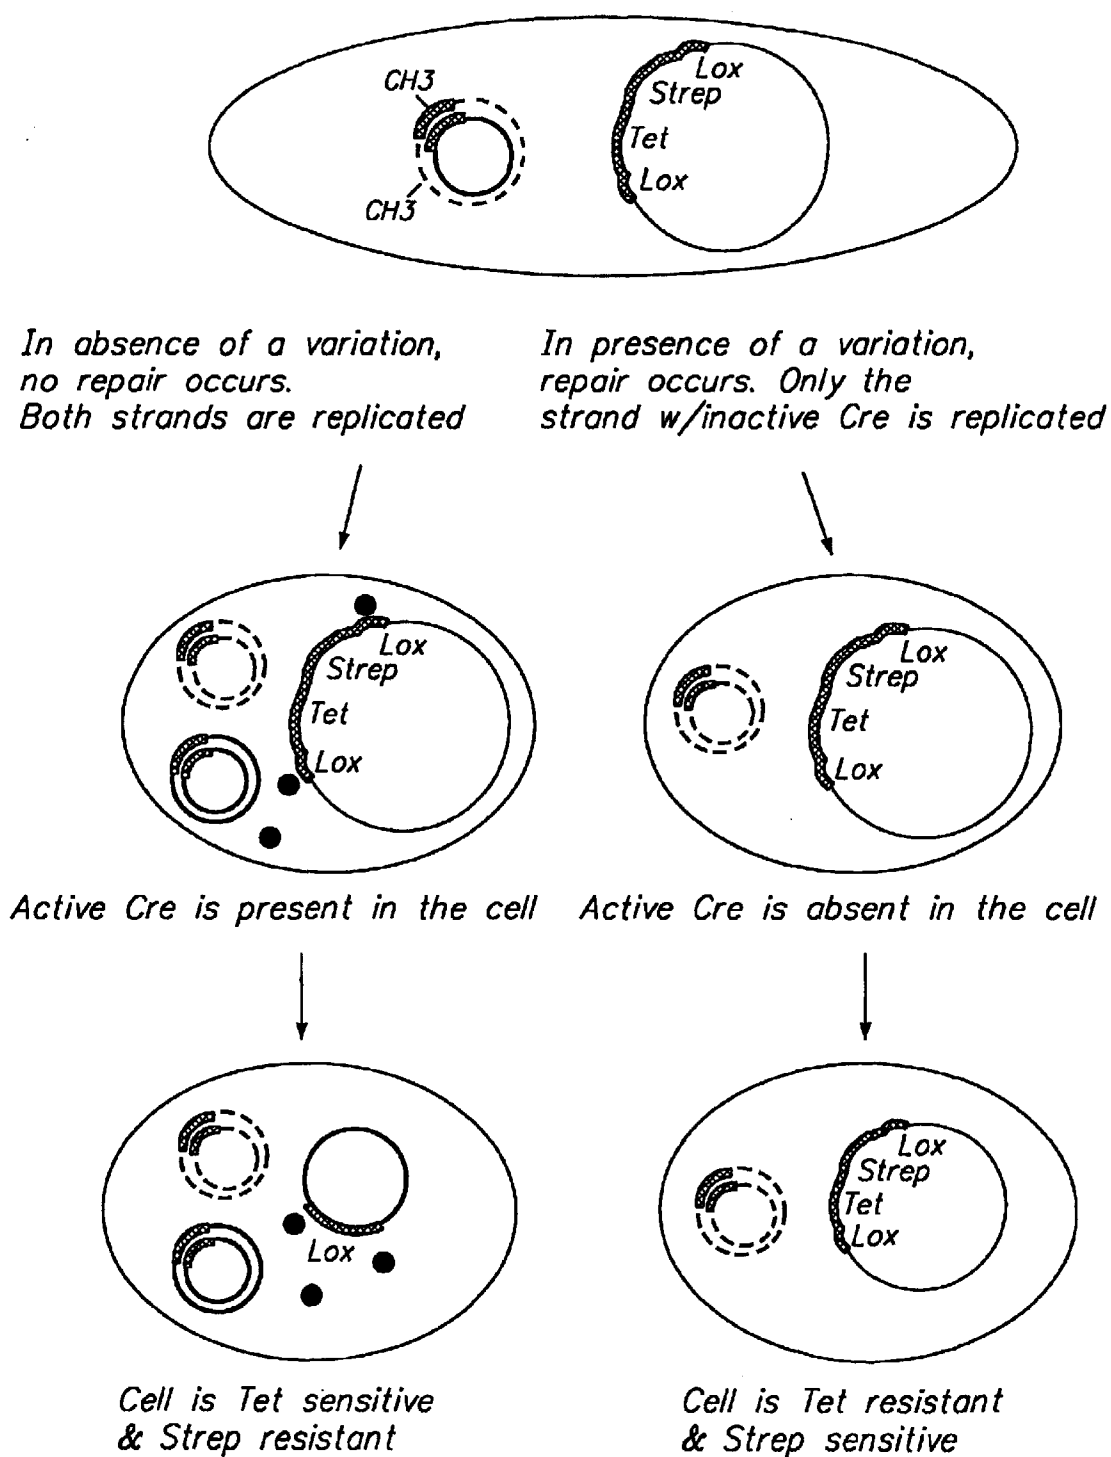 CH3
CH3
Lox
Strep
Tet
Lox
In absence of a variation,
no repair occurs.
Both strands are replicated
In presence of a variation,
repair occurs. Only the
strand w/inactive Cre is replicated
Lox
Strep
Tet
Lox
Lox
Strep
Tet
Lox
Active Cre is present in the cell
Active Cre is absent in the cell
Lox
Lox
Strep
Tet
Lox
Cell is Tet sensitive
& Strep resistant
Cell is Tet resistant
& Strep sensitive